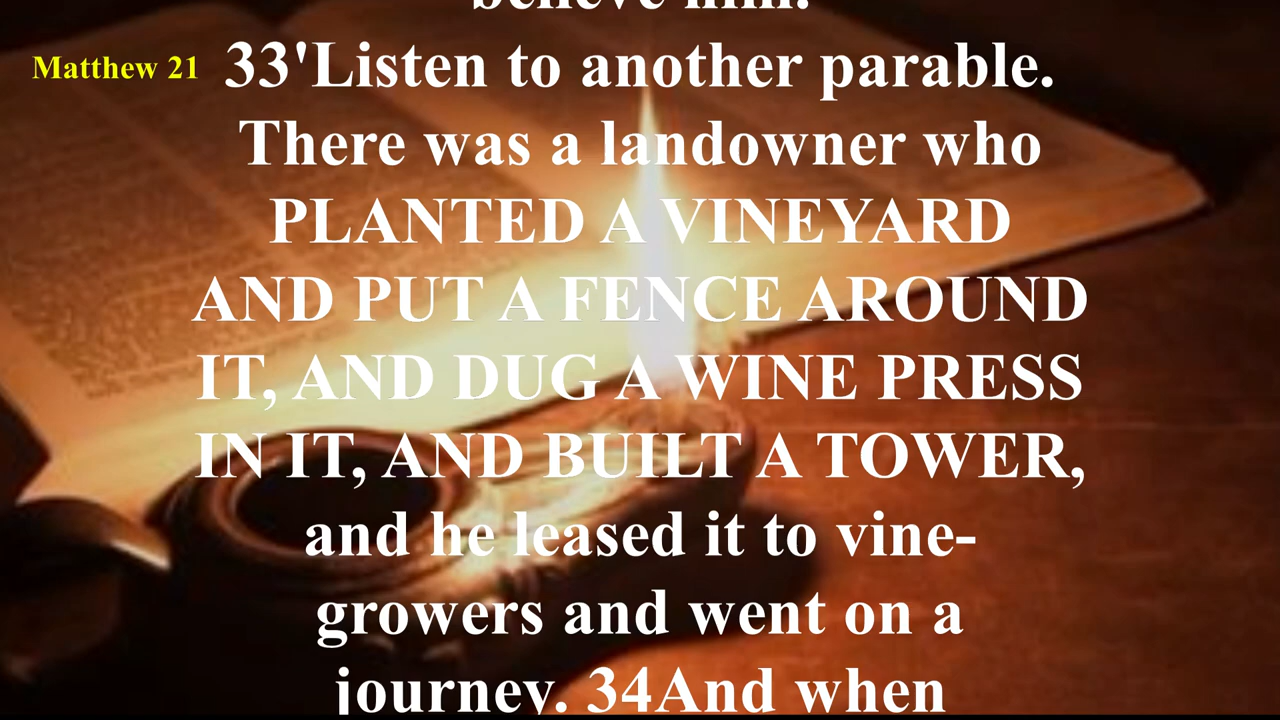 believe him.
Matthew 21
33'Listen to another parable.
There was a landowner who
PLANTED A VINEYARD
AND PUT A FENCE AROUND
IT, AND DUG A WINE PRESS
IN IT, AND BUILT A TOWER,
and he leased it to vine-
growers and went on a
journey. 34And when